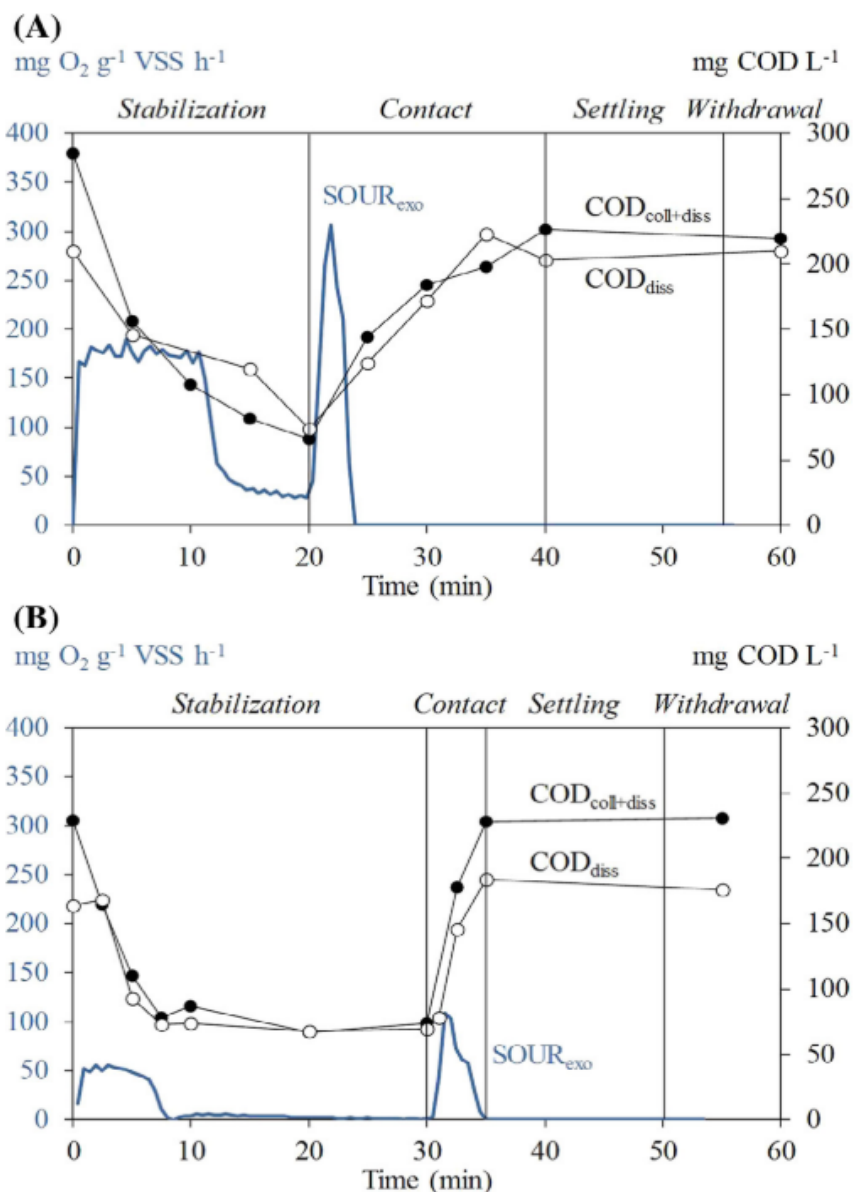 (A)
mg O₂ g⁻¹ VSS h⁻¹ mg COD L⁻¹
Stabilization Contact Settling Withdrawal
400 300
350
300 250
250 200
200 150
150 100
100 50
50
0 0
SOURexo
CODcoll+diss
CODdiss
0 10 20 30 40 50 60
Time (min)
(B)
mg O₂ g⁻¹ VSS h⁻¹ mg COD L⁻¹
Stabilization Contact Settling Withdrawal
400 300
350
300 250
250 200
200 150
150 100
100 50
50
0 0
CODcoll+diss
CODdiss
SOURexo
0 10 20 30 40 50 60
Time (min)